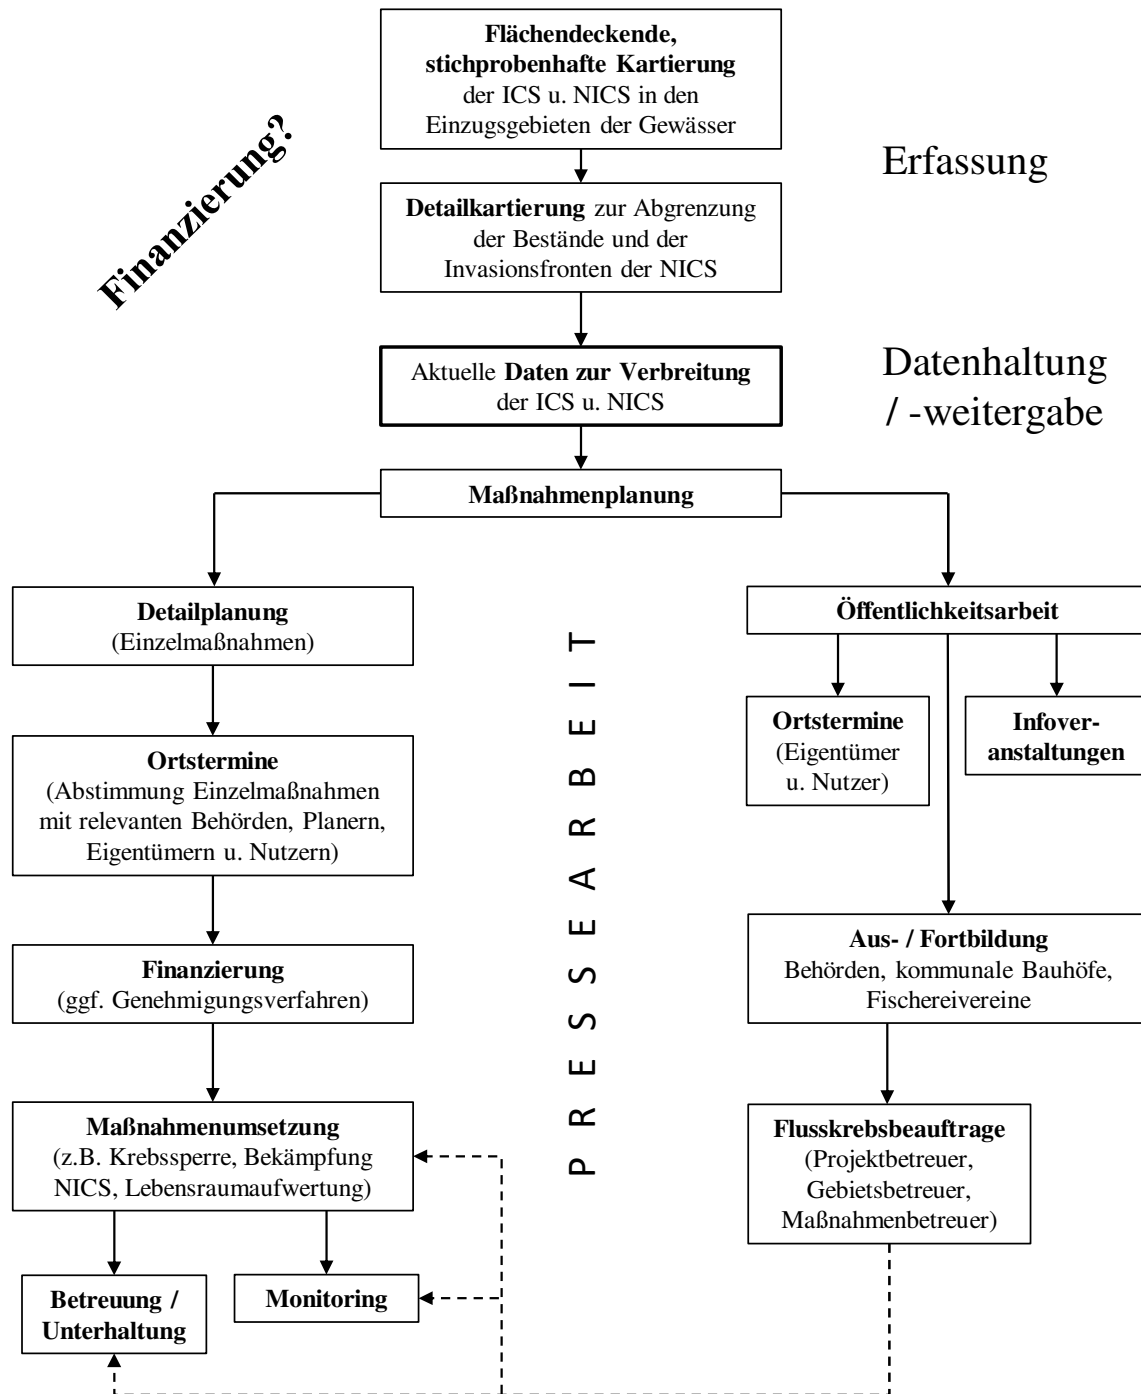 Flächendeckende,
stichprobenhafte Kartierung
der ICS u. NICS in den
Einzugsgebieten der Gewässer
Finanzierung?
Erfassung
Detailkartierung zur Abgrenzung
der Bestände und der
Invasionsfronten der NICS
Aktuelle Daten zur Verbreitung
der ICS u. NICS
Datenhaltung
/ -weitergabe
Maßnahmenplanung
Detailplanung
(Einzelmaßnahmen)
Ortstermine
(Abstimmung Einzelmaßnahmen
mit relevanten Behörden, Planern,
Eigentümern u. Nutzern)
Finanzierung
(ggf. Genehmigungsverfahren)
Maßnahmenumsetzung
(z.B. Krebssperre, Bekämpfung
NICS, Lebensraumaufwertung)
Betreuung /
Unterhaltung
Monitoring
PRESSEARBEIT
Öffentlichkeitsarbeit
Ortstermine
(Eigentümer
u. Nutzer)
Infover-
anstaltungen
Aus- / Fortbildung
Behörden, kommunale Bauhöfe,
Fischereivereine
Flusskrebsbeauftrage
(Projektbetreuer,
Gebietsbetreuer,
Maßnahmenbetreuer)